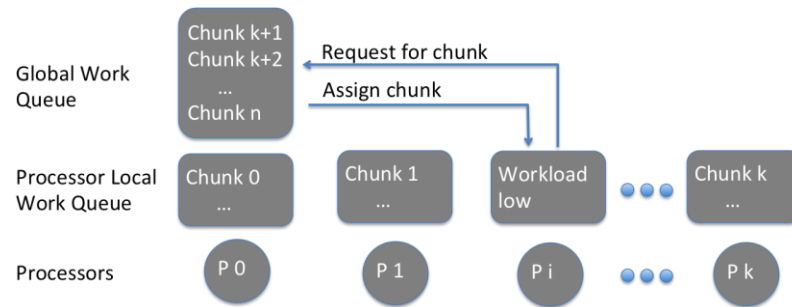 Chunk k+1
Chunk k+2
...
Chunk n
Global Work
Queue
Request for chunk
Assign chunk
Processor Local
Work Queue
Chunk 0
...
Chunk 1
...
Workload
low
Chunk k
...
Processors
P 0
P 1
P i
P k